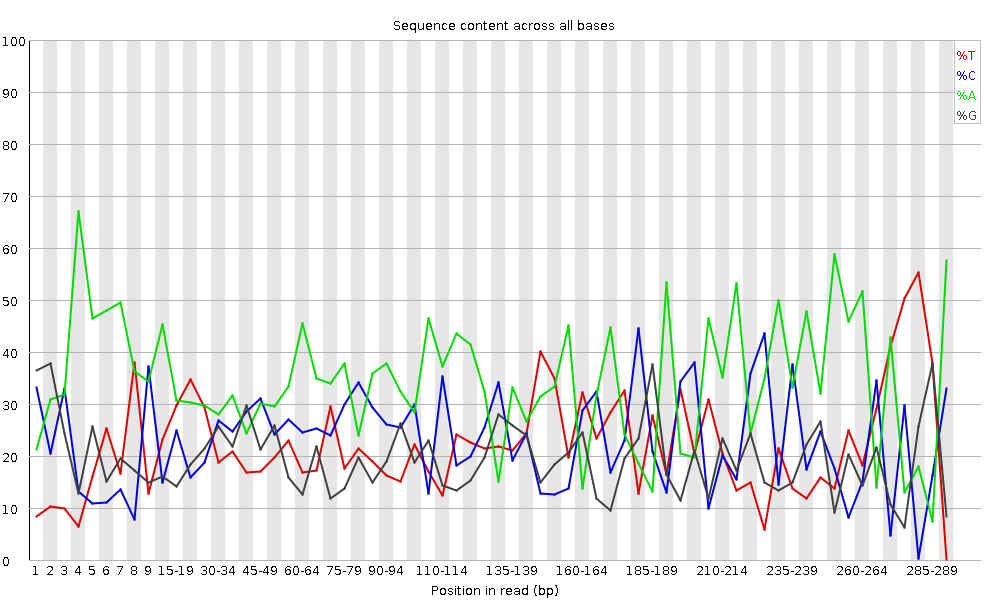 Sequence content across all bases
100
90
80
70
60
50
40
30
20
10
0
%T
%C
%A
%G
1 2 3 4 5 6 7 8 9 15-19 30-34 45-49 60-64 75-79 90-94 110-114 135-139 160-164 185-189 210-214 235-239 260-264 285-289
Position in read (bp)